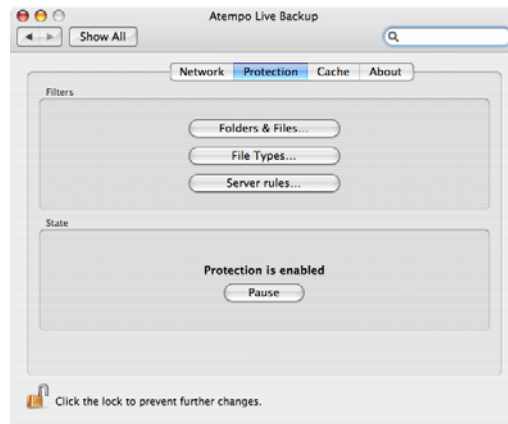 Atempo Live Backup
Show All
Network Protection Cache About
Filters
Folders & Files...
File Types...
Server rules...
State
Protection is enabled
Pause
Click the lock to prevent further changes.